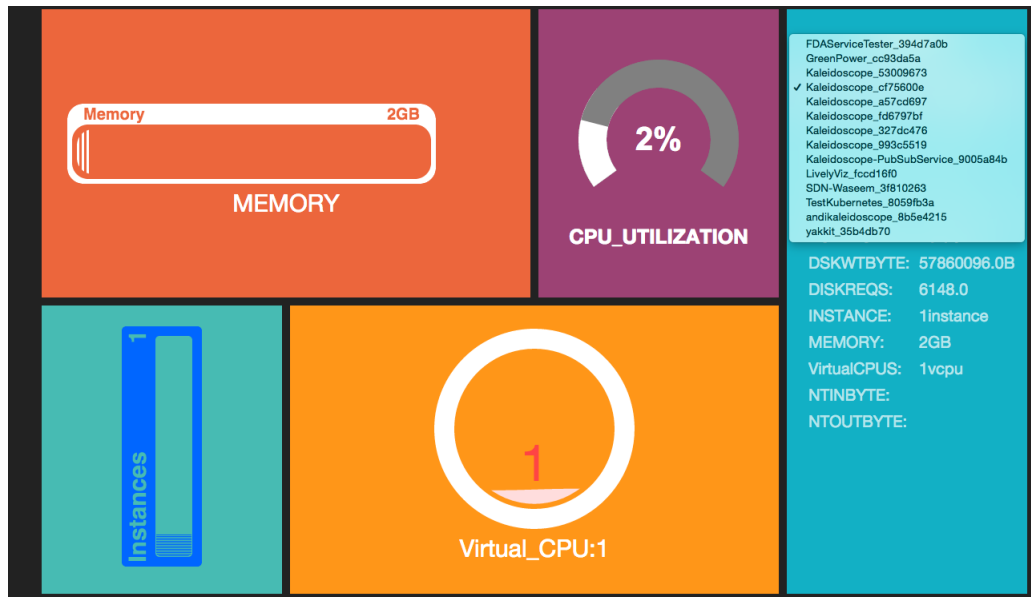 Memory 2GB
MEMORY
2%
CPU_UTILIZATION
FDAServiceTester_394d7a0b
GreenPower_cc93da5a
Kaleidoscope_53009673
✓ Kaleidoscope_cf75600e
Kaleidoscope_a57cd697
Kaleidoscope_fd6797bf
Kaleidoscope_327dc476
Kaleidoscope_993c5519
Kaleidoscope-PubSubService_9005a84b
LivelyViz_fccd16f0
SDN-Waseem_3f810263
TestKubernetes_8059fb3a
andikaleidoscope_8b5e4215
yakkit_35b4db70
DSKWTBYTE: 57860096.0B
DISKREQS: 6148.0
INSTANCE: 1instance
MEMORY: 2GB
VirtualCPUS: 1vcpu
NTINBYTE:
NTOUTBYTE:
Instances 1
1
Virtual_CPU:1